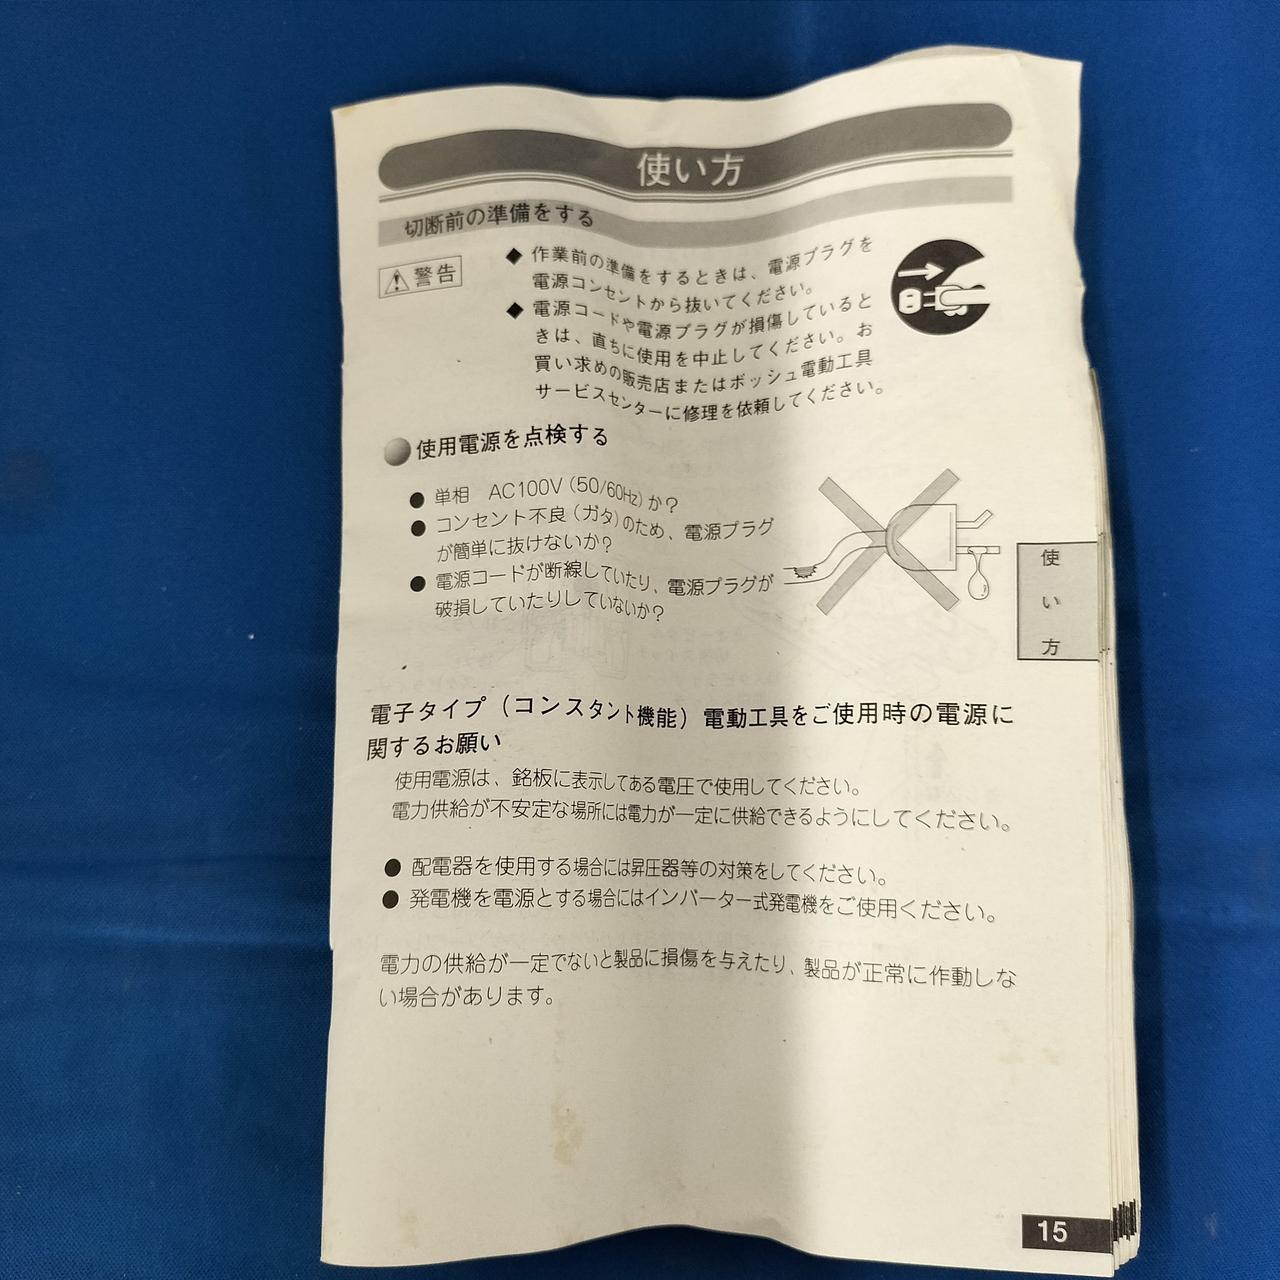 使い方
切断前の準備をする
警告
◆ 作業前の準備をするときは、電源プラグを
電源コンセントから抜いてください。
◆ 電源コードや電源プラグが損傷していると
きは、直ちに使用を中止してください。お
買い求めの販売店またはボッシュ電動工具
サービスセンターに修理を依頼してください。
使用電源を点検する
● 単相 AC100V（50/60Hz）か？
● コンセント不良（ガタ）のため、電源プラグ
が簡単に抜けないか？
● 電源コードが断線していたり、電源プラグが
破損していたりしていないか？
使い方
電子タイプ（コンスタント機能）電動工具をご使用時の電源に
関するお願い
使用電源は、銘板に表示してある電圧で使用してください。
電力供給が不安定な場所には電力が一定に供給できるようにしてください。
● 配電器を使用する場合には昇圧器等の対策をしてください。
● 発電機を電源とする場合にはインバーター式発電機をご使用ください。
電力の供給が一定でないと製品に損傷を与えたり、製品が正常に作動しな
い場合があります。
15